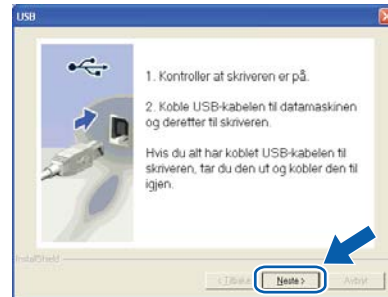 USB
1. Kontroller at skriveren er på.
2. Koble USB-kabelen til datamaskinen
og deretter til skriveren.
Hvis du alt har koblet USB-kabelen til
skriveren, tar du den ut og kobler den til
igjen.
InstallShield
< Tilbake Neste > Avbryt